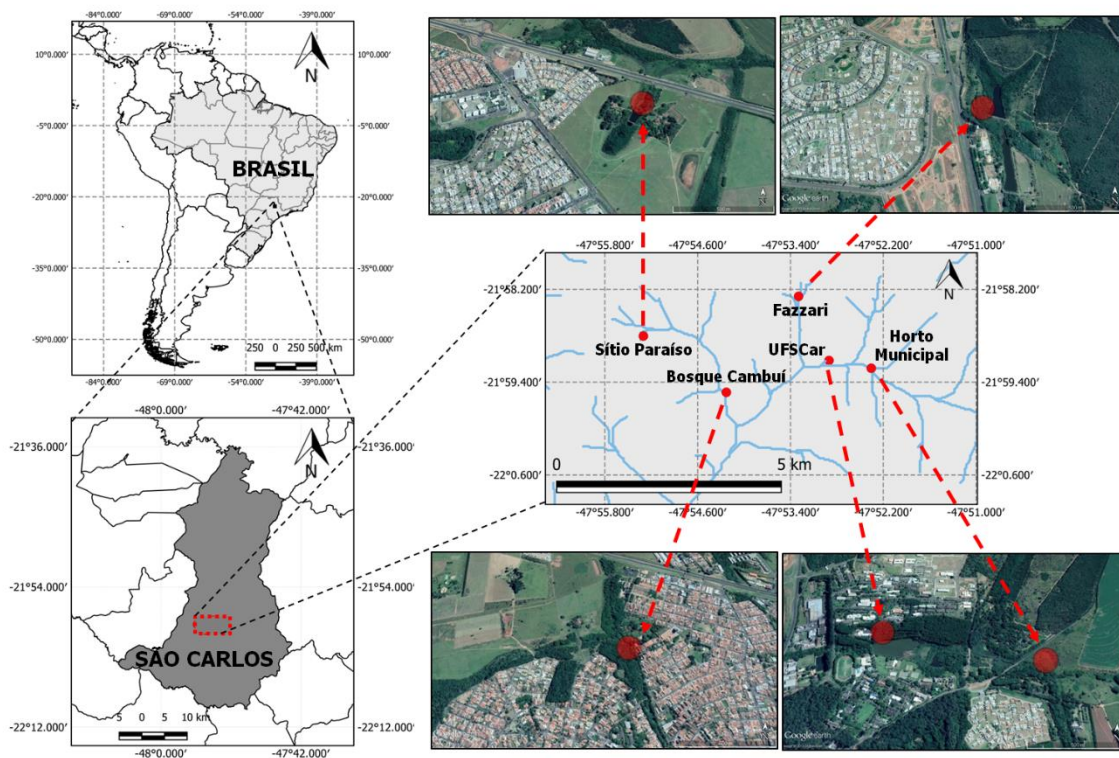 -84°0.000' -69°0.000' -54°0.000' -39°0.000'
10°0.000' 10°0.000'
N
-5°0.000' -5°0.000'
BRASIL
-20°0.000' -20°0.000'
-35°0.000' -35°0.000'
-50°0.000' -50°0.000'
250 0 250 500 km
-84°0.000' -69°0.000' -54°0.000' -39°0.000'
-48°0.000' -47°42.000'
-21°36.000' -21°36.000'
N
-21°54.000' -21°54.000'
SÃO CARLOS
-22°12.000' -22°12.000'
5 0 5 10 km
-48°0.000' -47°42.000'
N
Google earth
N
-47°55.800' -47°54.600' -47°53.400' -47°52.200' -47°51.000'
-21°58.200' -21°58.200'
N
Fazzari
Sítio Paraíso
UFSCar
Horto
Municipal
Bosque Cambuí
-21°59.400' -21°59.400'
0 5 km
-22°0.600' -22°0.600'
-47°55.800' -47°54.600' -47°53.400' -47°52.200' -47°51.000'
Google earth